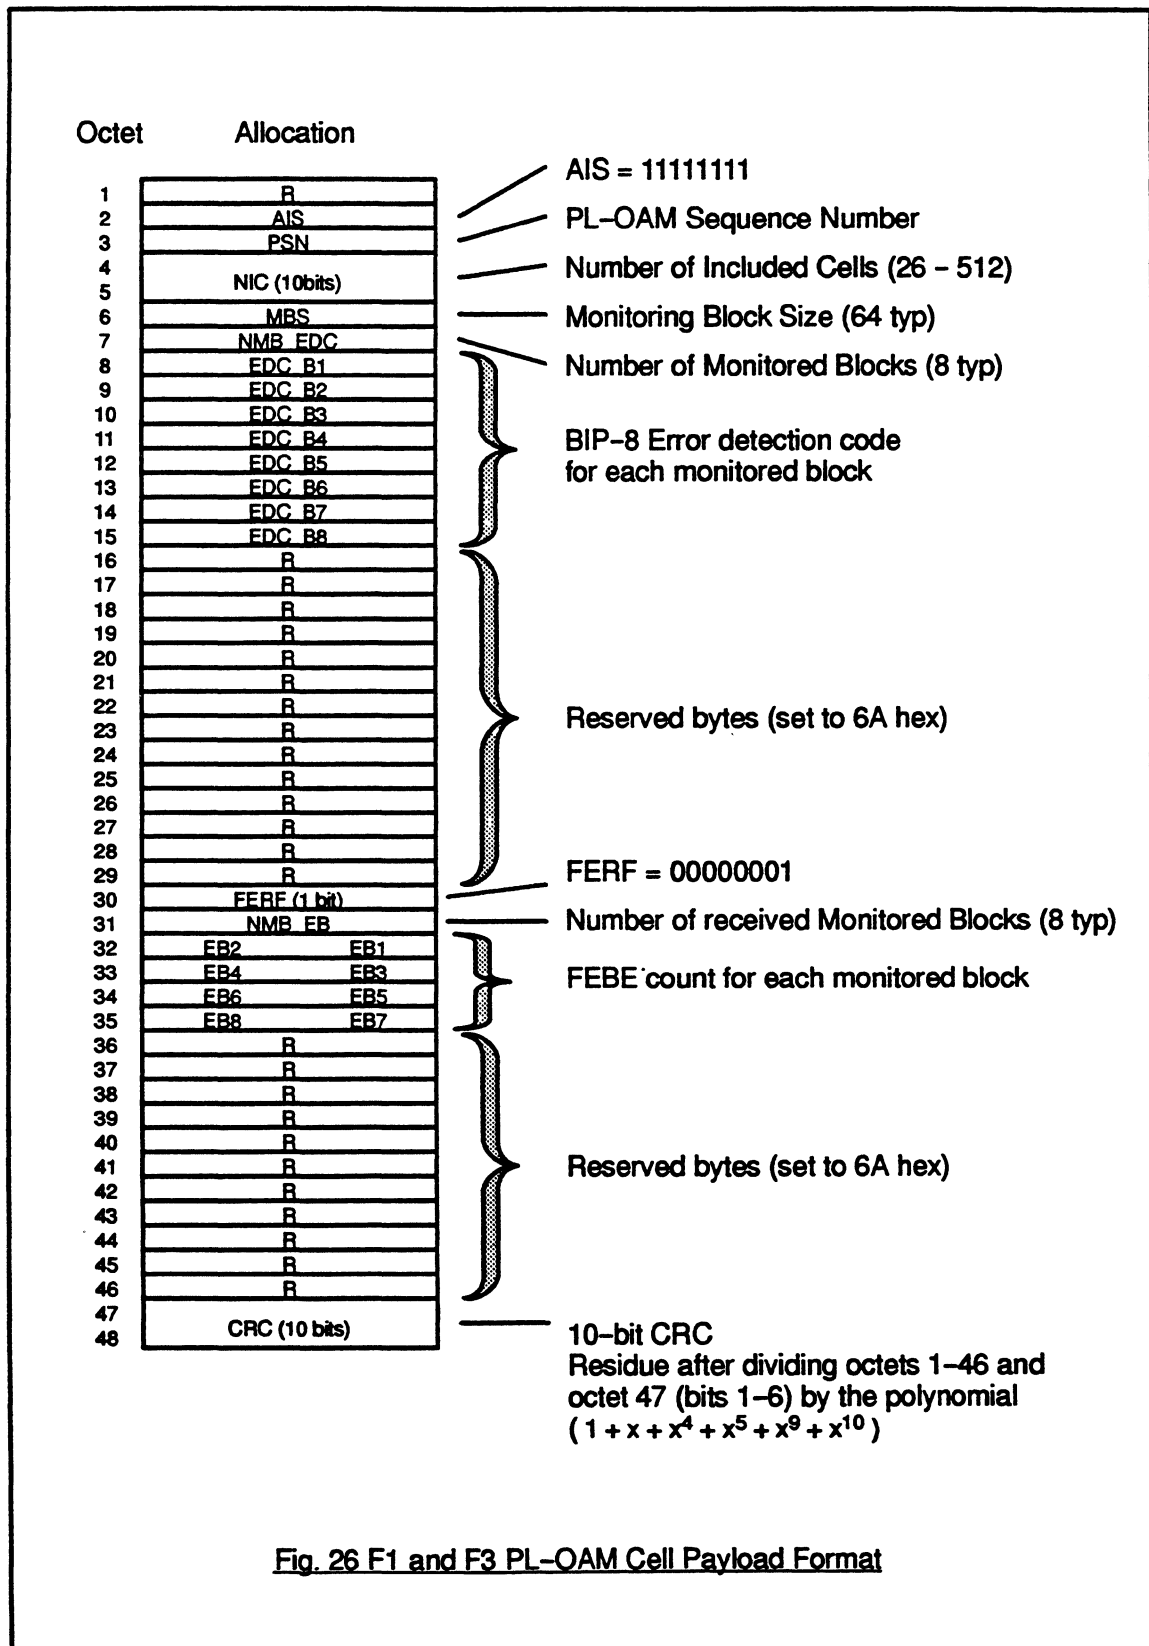 Octet Allocation
AIS = 11111111
1 R
2 AIS
PL-OAM Sequence Number
3 PSN
4
Number of Included Cells (26 - 512)
NIC (10bits)
5
6 MBS Monitoring Block Size (64 typ)
7 NMB EDC
8 EDC B1 Number of Monitored Blocks (8 typ)
9 EDC B2
10 EDC B3
11 EDC B4 BIP-8 Error detection code
12 EDC B5 for each monitored block
13 EDC B6
14 EDC B7
15 EDC B8
16 R
17 R
18 R
19 R
20 R
21 R
22 R Reserved bytes (set to 6A hex)
23 R
24 R
25 R
26 R
27 R
28 R
29 R FERF = 00000001
30 FERF (1 bit)
31 NMB EB Number of received Monitored Blocks (8 typ)
32 EB2 EB1
33 EB4 EB3 FEBE count for each monitored block
34 EB6 EB5
35 EB8 EB7
36 R
37 R
38 R
39 R
40 R
41 R Reserved bytes (set to 6A hex)
42 R
43 R
44 R
45 R
46 R
47
CRC (10 bits)
48
10-bit CRC
Residue after dividing octets 1-46 and
octet 47 (bits 1-6) by the polynomial
( 1 + x + x⁴ + x⁵ + x⁹ + x¹⁰ )
Fig. 26 F1 and F3 PL-OAM Cell Payload Format